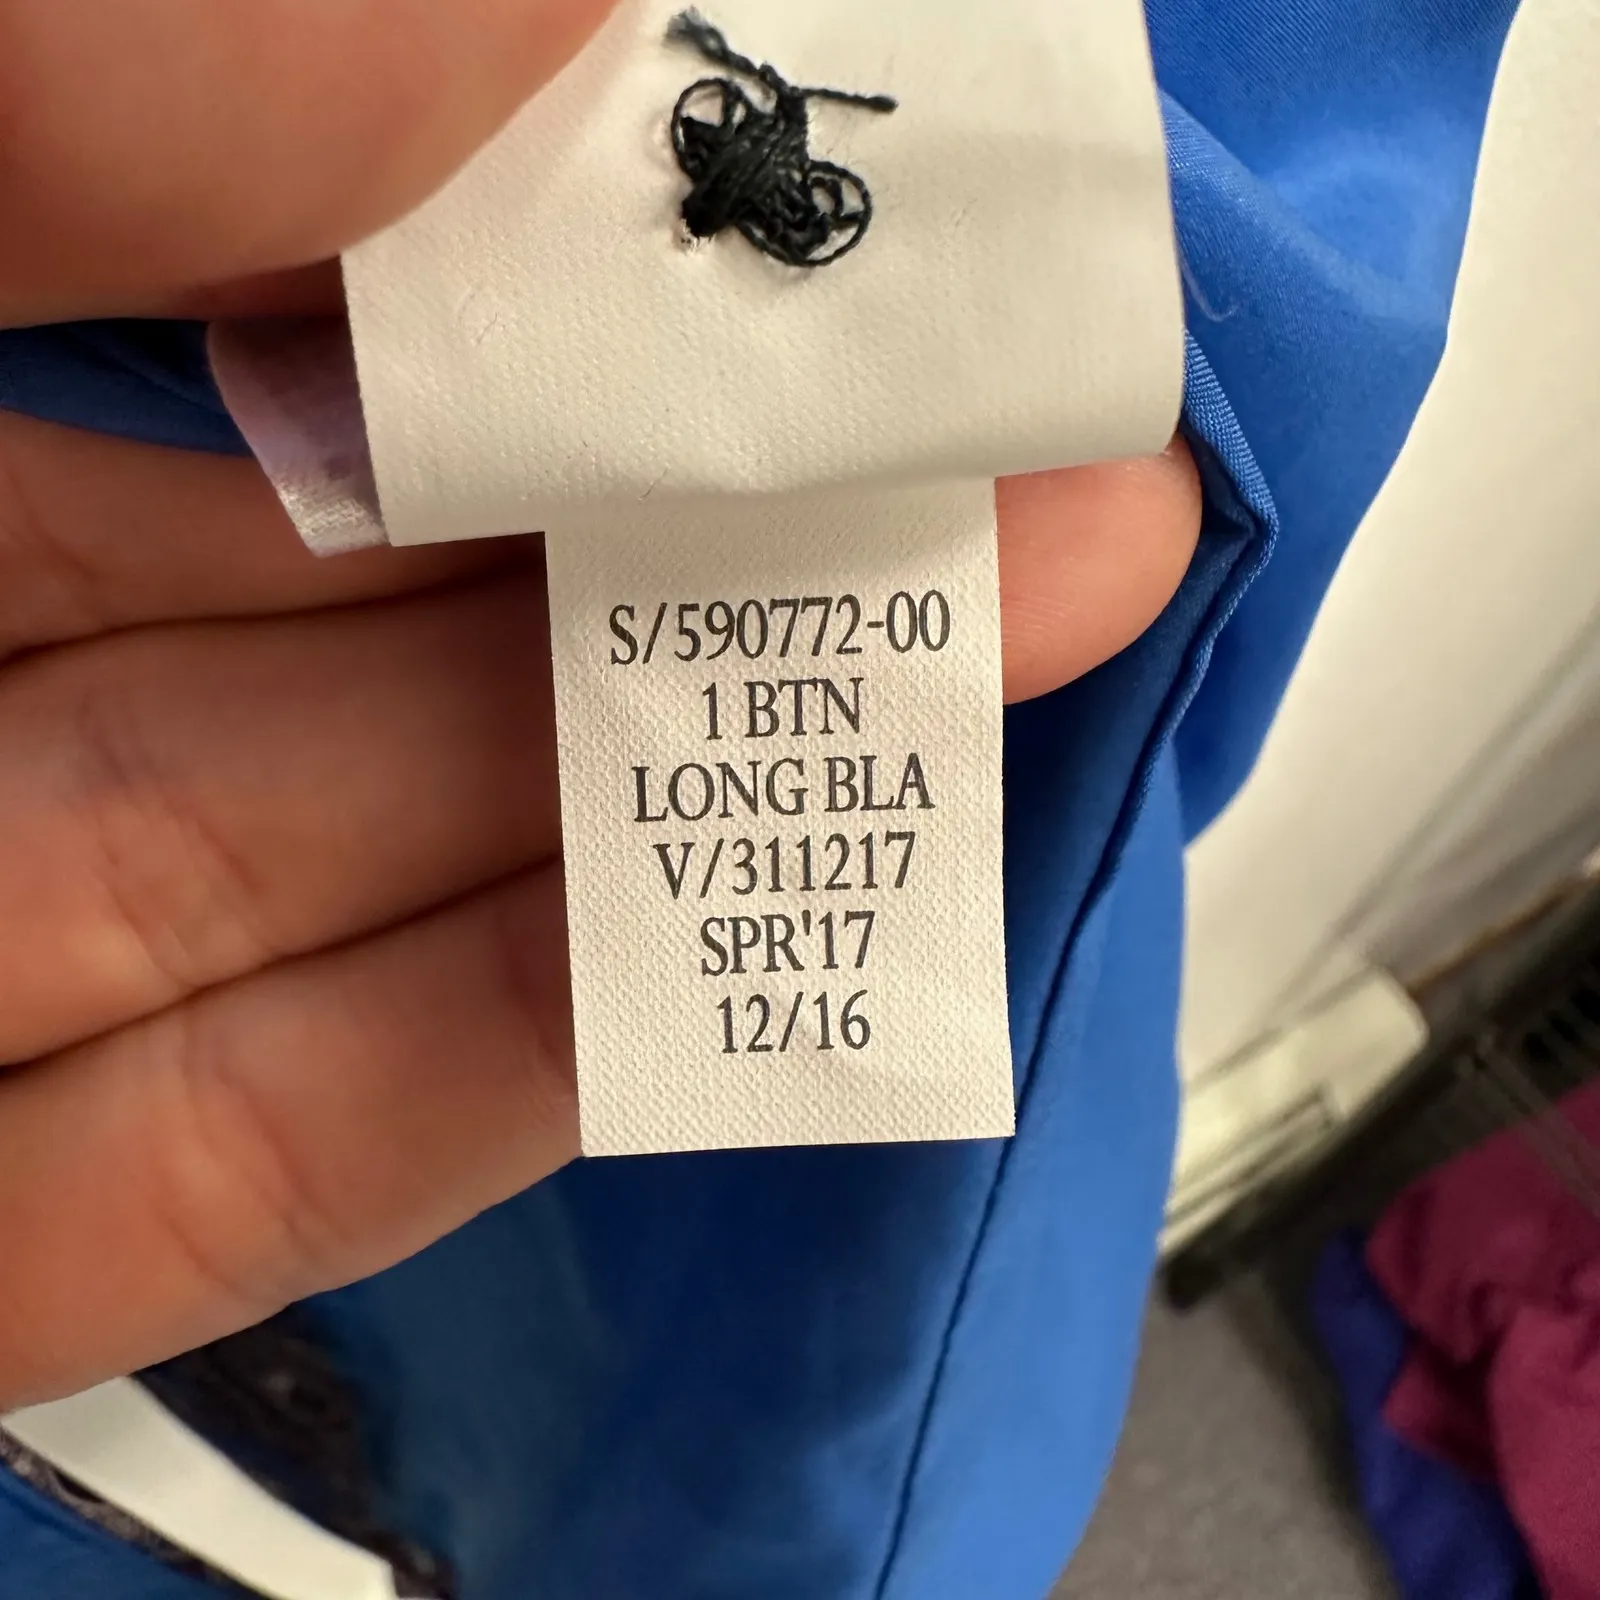 S/590772-00
1 BTN
LONG BLA
V/311217
SPR'17
12/16